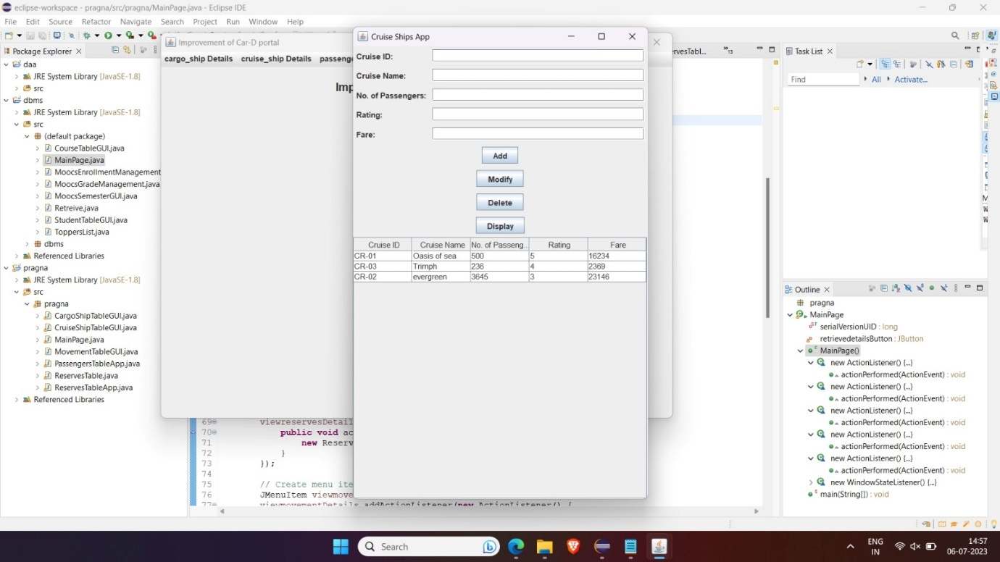 eclipse-workspace - pragna/src/pragna/MainPage.java - Eclipse IDE
File Edit Source Refactor Navigate Search Project Run Window Help
Package Explorer
daa
JRE System Library [JavaSE-1.8]
src
dbms
JRE System Library [JavaSE-1.8]
src
(default package)
CourseTableGUI.java
MainPage.java
MoocsEnrollmentManagement
MoocsGradeManagement.java
MoocsSemesterGUI.java
Retreive.java
StudentTableGUI.java
ToppersList.java
dbms
Referenced Libraries
pragna
JRE System Library [JavaSE-1.8]
src
pragna
CargoShipTableGUI.java
CruiseShipTableGUI.java
MainPage.java
MovementTableGUI.java
PassengersTableApp.java
ReservesTable.java
ReservesTableApp.java
Referenced Libraries
Improvement of Car-D portal
cargo_ship Details cruise_ship Details passenge
Imp
Cruise Ships App
Cruise ID:
Cruise Name:
No. of Passengers:
Rating:
Fare:
Add
Modify
Delete
Display
Cruise ID Cruise Name No. of Passeng... Rating Fare
CR-01 Oasis of sea 500 5 16234
CR-03 Trimph 236 4 2369
CR-02 evergreen 3645 3 23146
ervesTabl... »13
69 viewreservesDetail
70 public void ac
71 new Reserv
72 }
73 });
74
75 // Create menu ite
76 JMenuItem viewmove
77 viewmovementDetails.addActionListener(new ActionListener() {
Task List
Find All Activate...
Outline
pragna
MainPage
serialVersionUID : long
retrievedetailsButton : JButton
MainPage()
new ActionListener() {...}
actionPerformed(ActionEvent) : void
new ActionListener() {...}
actionPerformed(ActionEvent) : void
new ActionListener() {...}
actionPerformed(ActionEvent) : void
new ActionListener() {...}
actionPerformed(ActionEvent) : void
new ActionListener() {...}
actionPerformed(ActionEvent) : void
new WindowStateListener() {...}
main(String[]) : void
Search
ENG
IN
14:57
06-07-2023